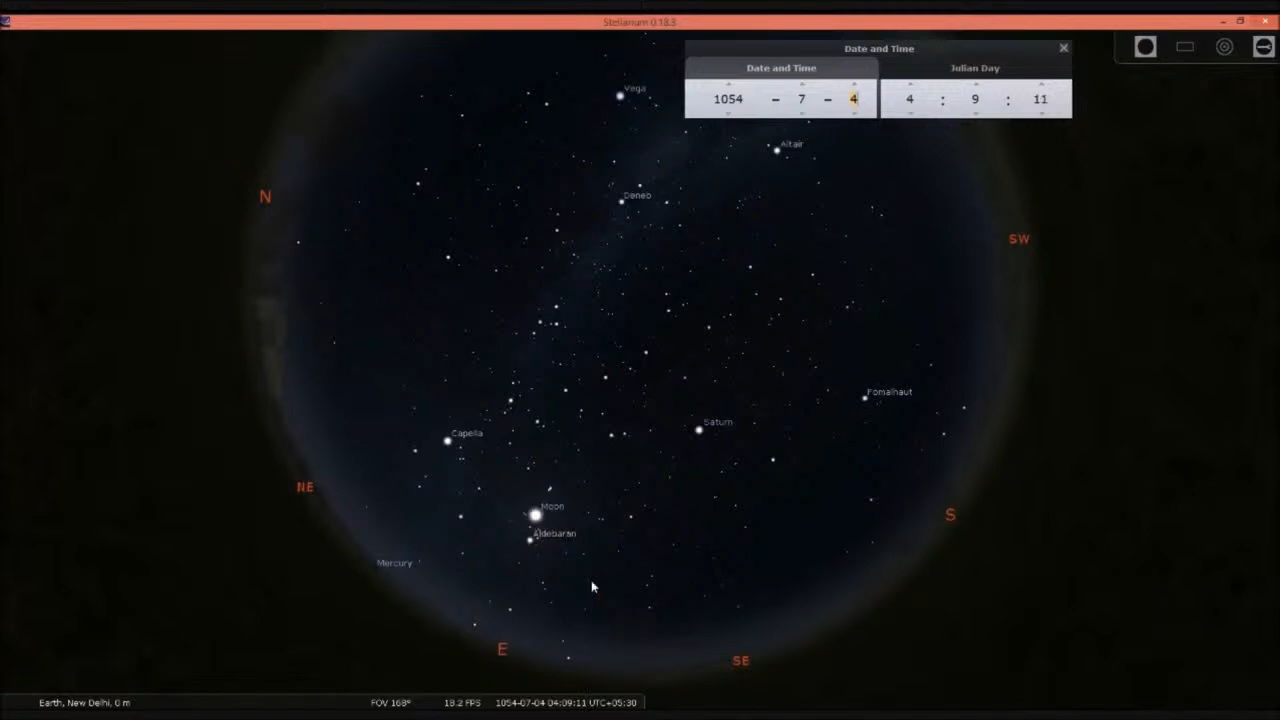 Stellarium 0.18.3
Date and Time
Date and Time Julian Day
1054 - 7 - 4 4 : 9 : 11
Vega
Altair
Deneb
N
SW
Fomalhaut
Saturn
Capella
NE
Moon
S
Aldebaran
Mercury
E
SE
Earth, New Delhi, 0 m FOV 168° 18.2 FPS 1054-07-04 04:09:11 UTC+05:30